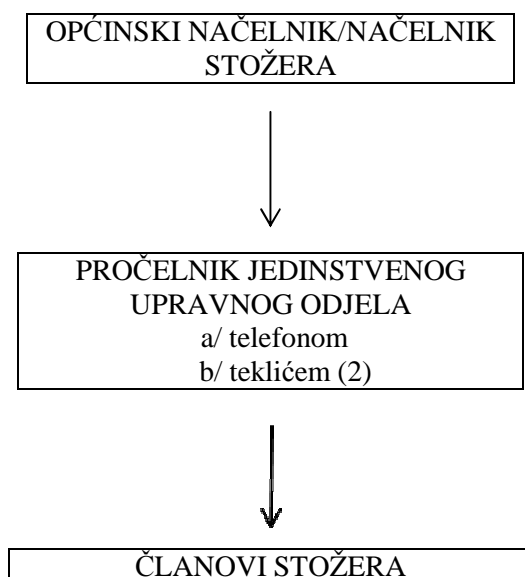 OPĆINSKI NAČELNIK/NAČELNIK
STOŽERA
PROČELNIK JEDINSTVENOG
UPRAVNOG ODJELA
a/ telefonom
b/ teklićem (2)
ČLANOVI STOŽERA